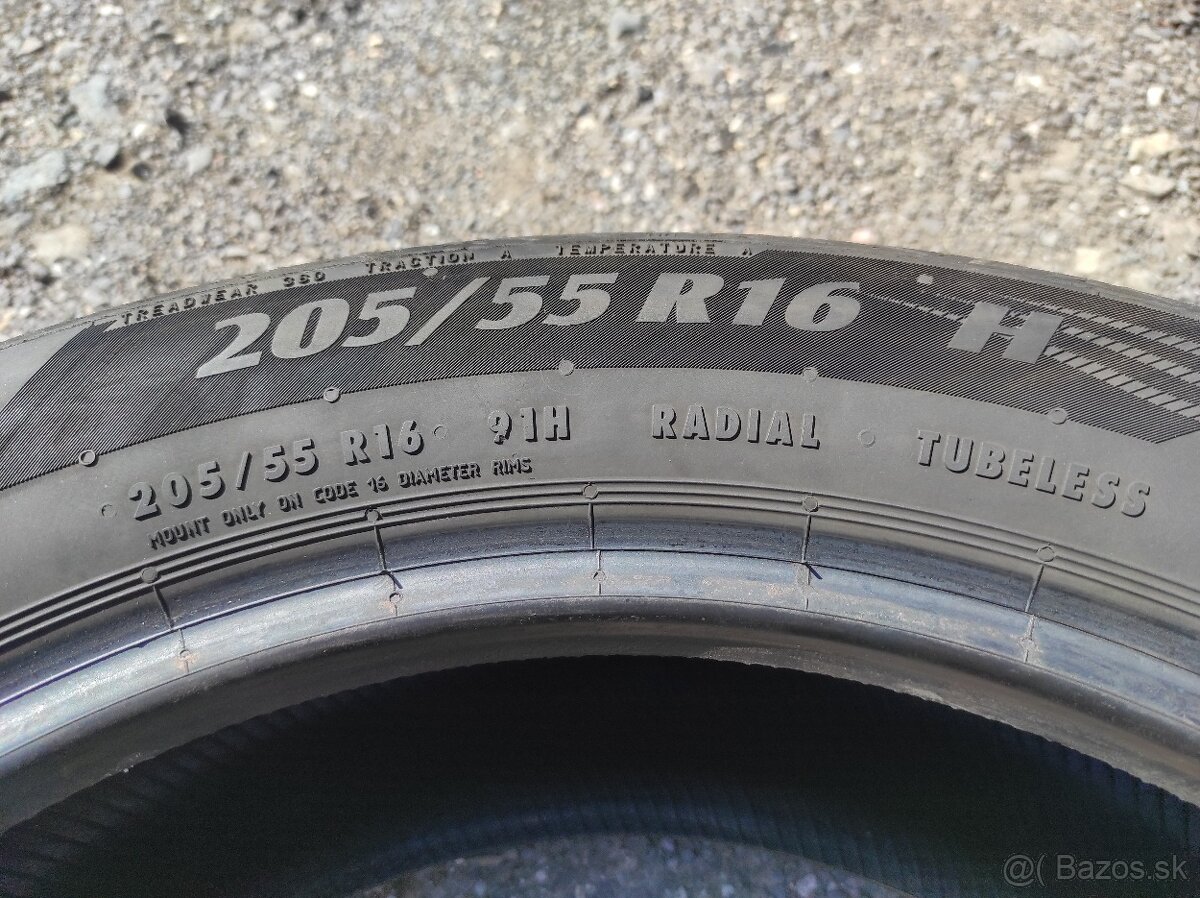 TREADWEAR 360 TRACTION A TEMPERATURE A
205/55 R16 H
205/55 R16 91H RADIAL TUBELESS
MOUNT ONLY ON CODE 16 DIAMETER RIMS
@( Bazos.sk